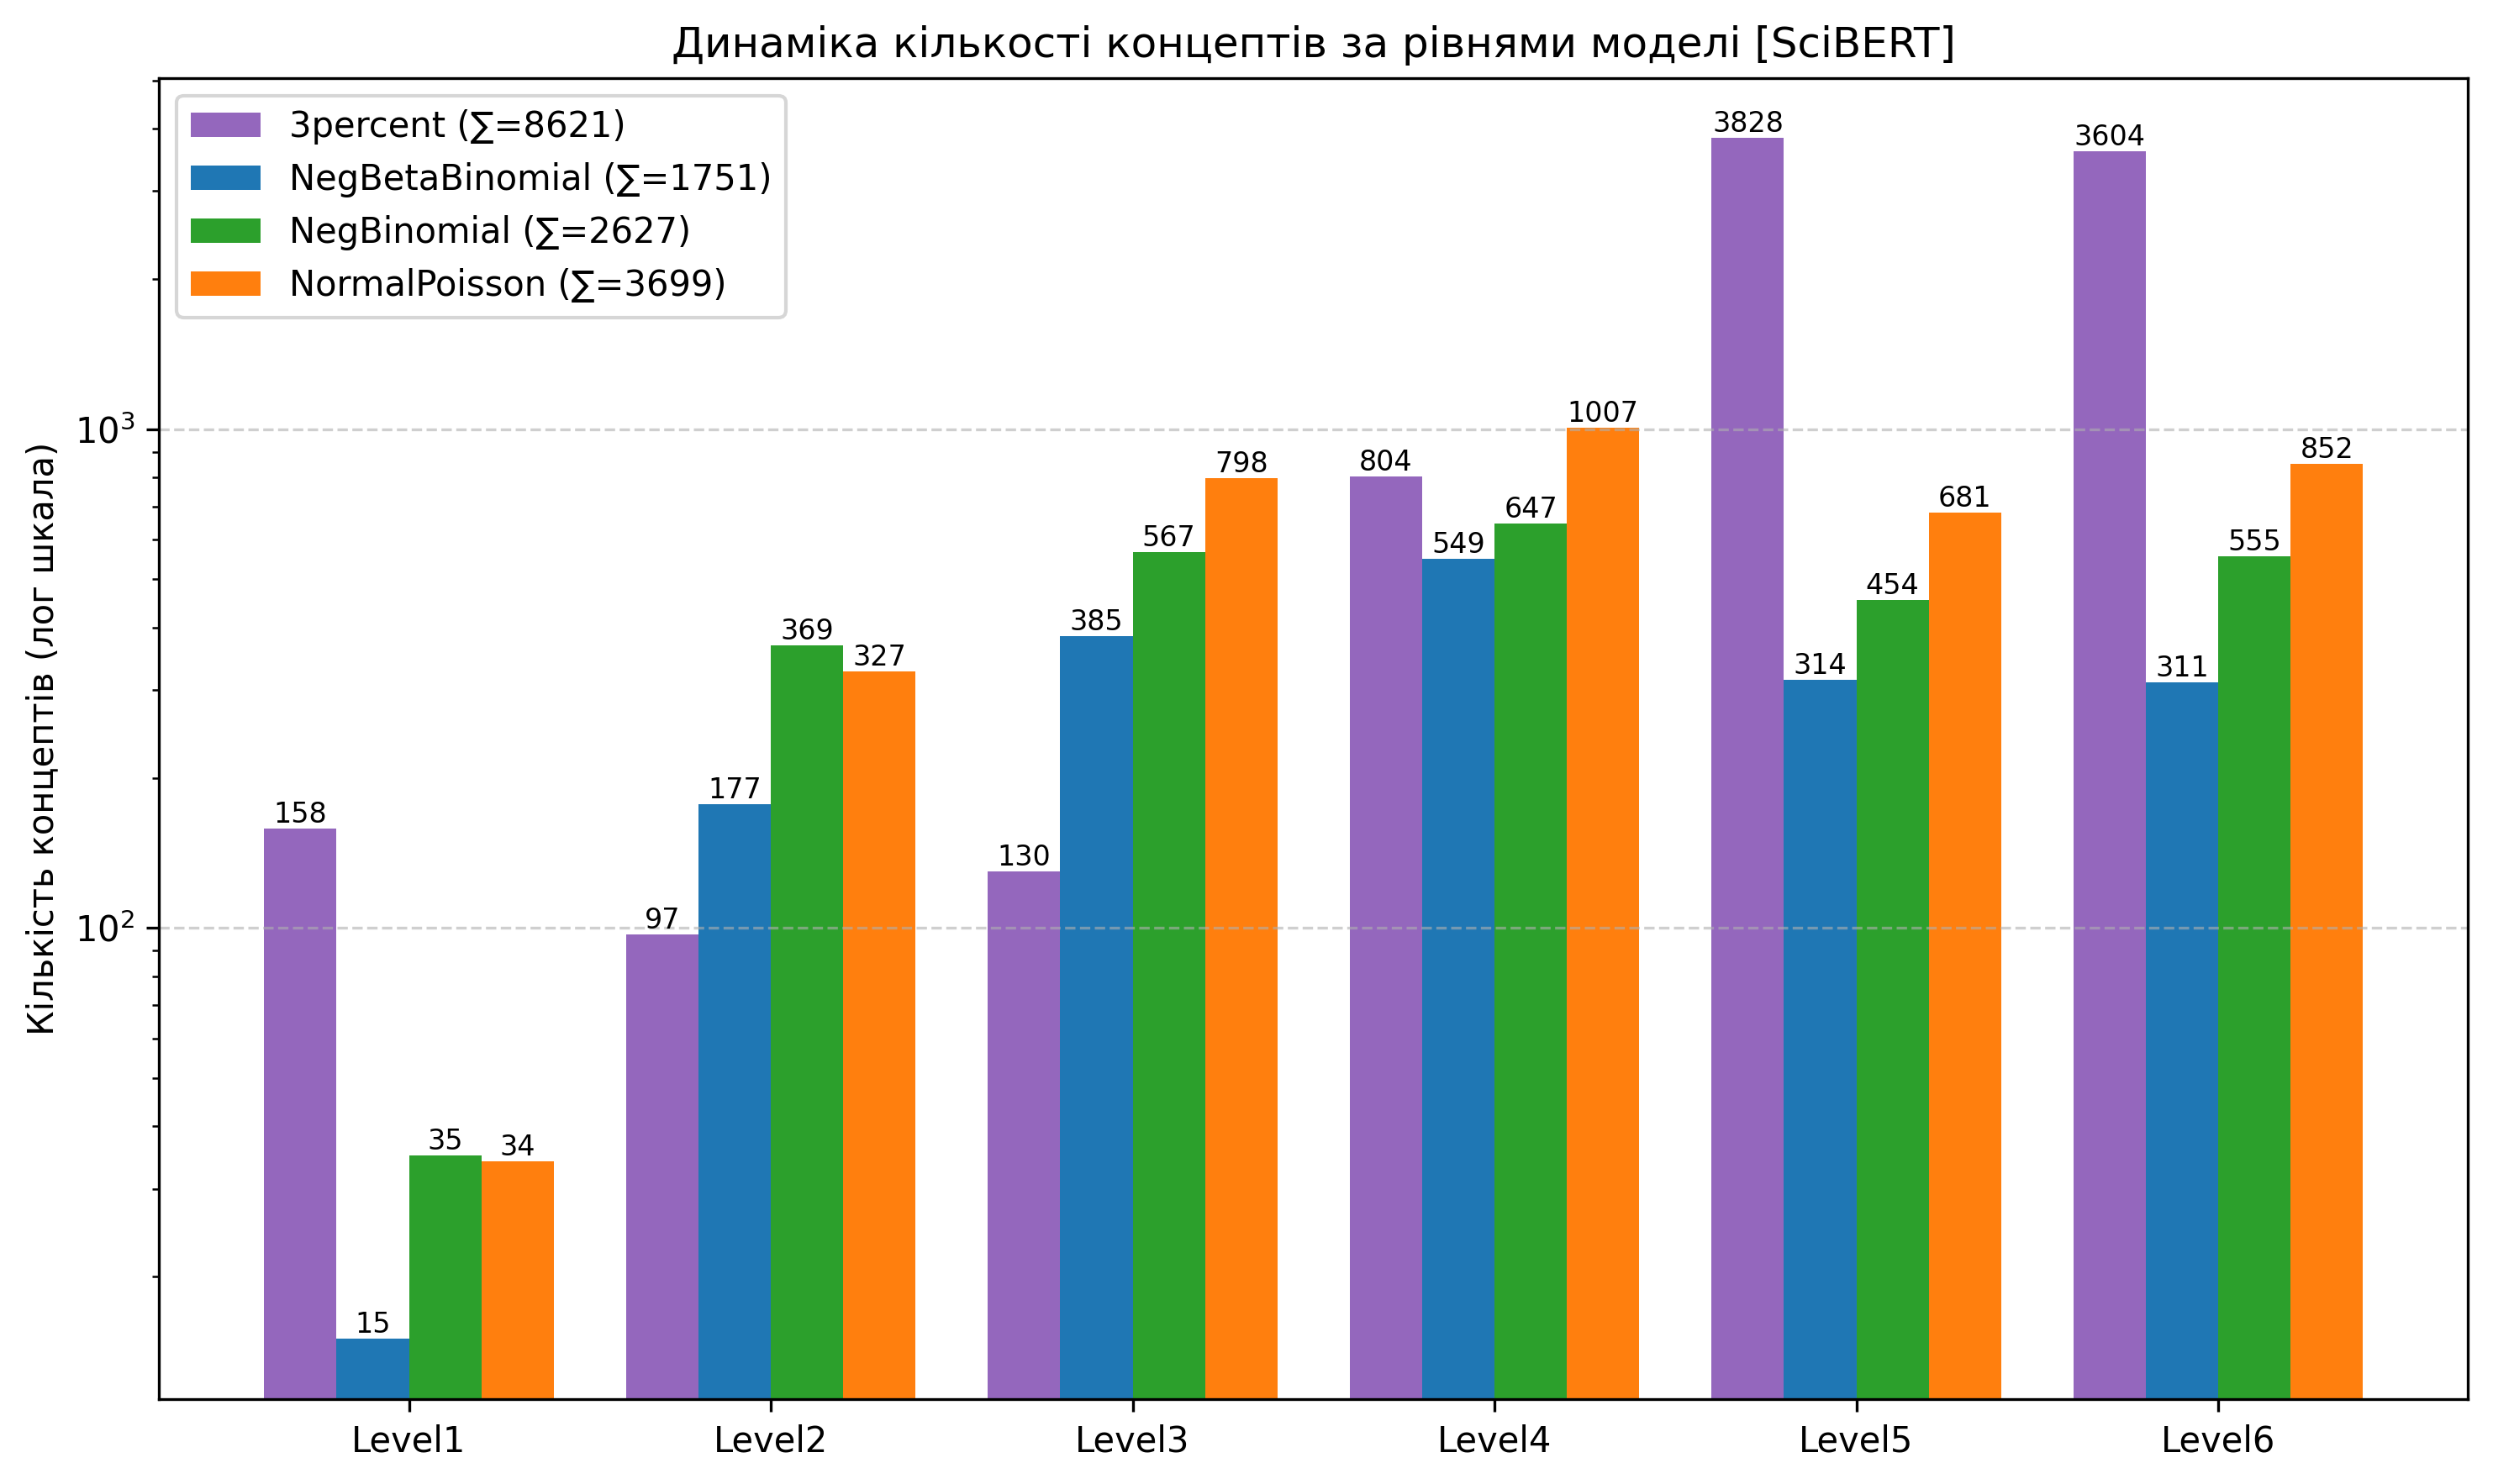 Динаміка кількості концептів за рівнями моделі [SciBERT]
3percent (∑=8621)
NegBetaBinomial (∑=1751)
NegBinomial (∑=2627)
NormalPoisson (∑=3699)
Кількість концептів (лог шкала)
10³
10²
158
15
35
34
97
177
369
327
130
385
567
798
804
549
647
1007
3828
314
454
681
3604
311
555
852
Level1
Level2
Level3
Level4
Level5
Level6